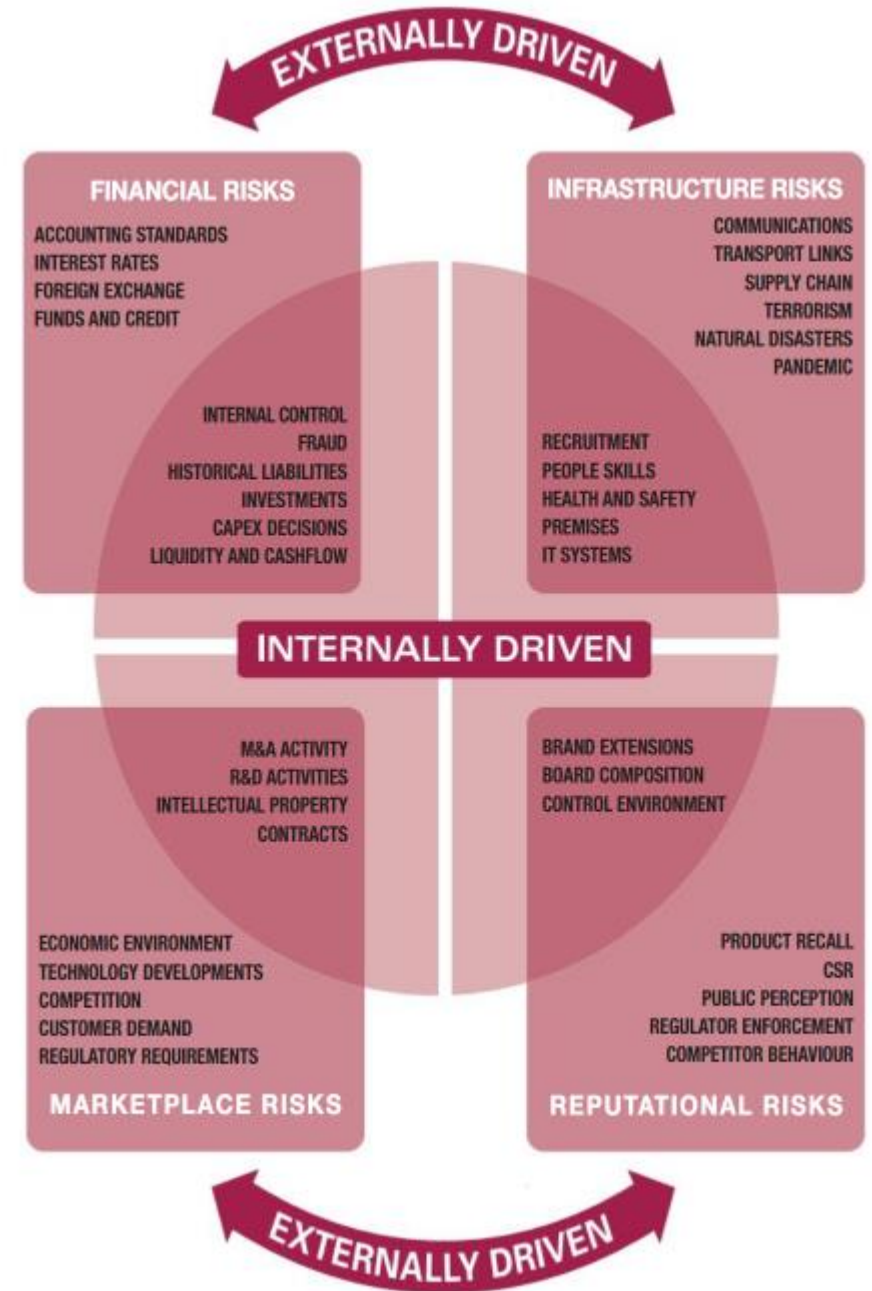 EXTERNALLY DRIVEN
FINANCIAL RISKS
ACCOUNTING STANDARDS
INTEREST RATES
FOREIGN EXCHANGE
FUNDS AND CREDIT
INTERNAL CONTROL
FRAUD
HISTORICAL LIABILITIES
INVESTMENTS
CAPEX DECISIONS
LIQUIDITY AND CASHFLOW
INFRASTRUCTURE RISKS
COMMUNICATIONS
TRANSPORT LINKS
SUPPLY CHAIN
TERRORISM
NATURAL DISASTERS
PANDEMIC
RECRUITMENT
PEOPLE SKILLS
HEALTH AND SAFETY
PREMISES
IT SYSTEMS
INTERNALLY DRIVEN
M&A ACTIVITY
R&D ACTIVITIES
INTELLECTUAL PROPERTY
CONTRACTS
ECONOMIC ENVIRONMENT
TECHNOLOGY DEVELOPMENTS
COMPETITION
CUSTOMER DEMAND
REGULATORY REQUIREMENTS
MARKETPLACE RISKS
BRAND EXTENSIONS
BOARD COMPOSITION
CONTROL ENVIRONMENT
PRODUCT RECALL
CSR
PUBLIC PERCEPTION
REGULATOR ENFORCEMENT
COMPETITOR BEHAVIOUR
REPUTATIONAL RISKS
EXTERNALLY DRIVEN